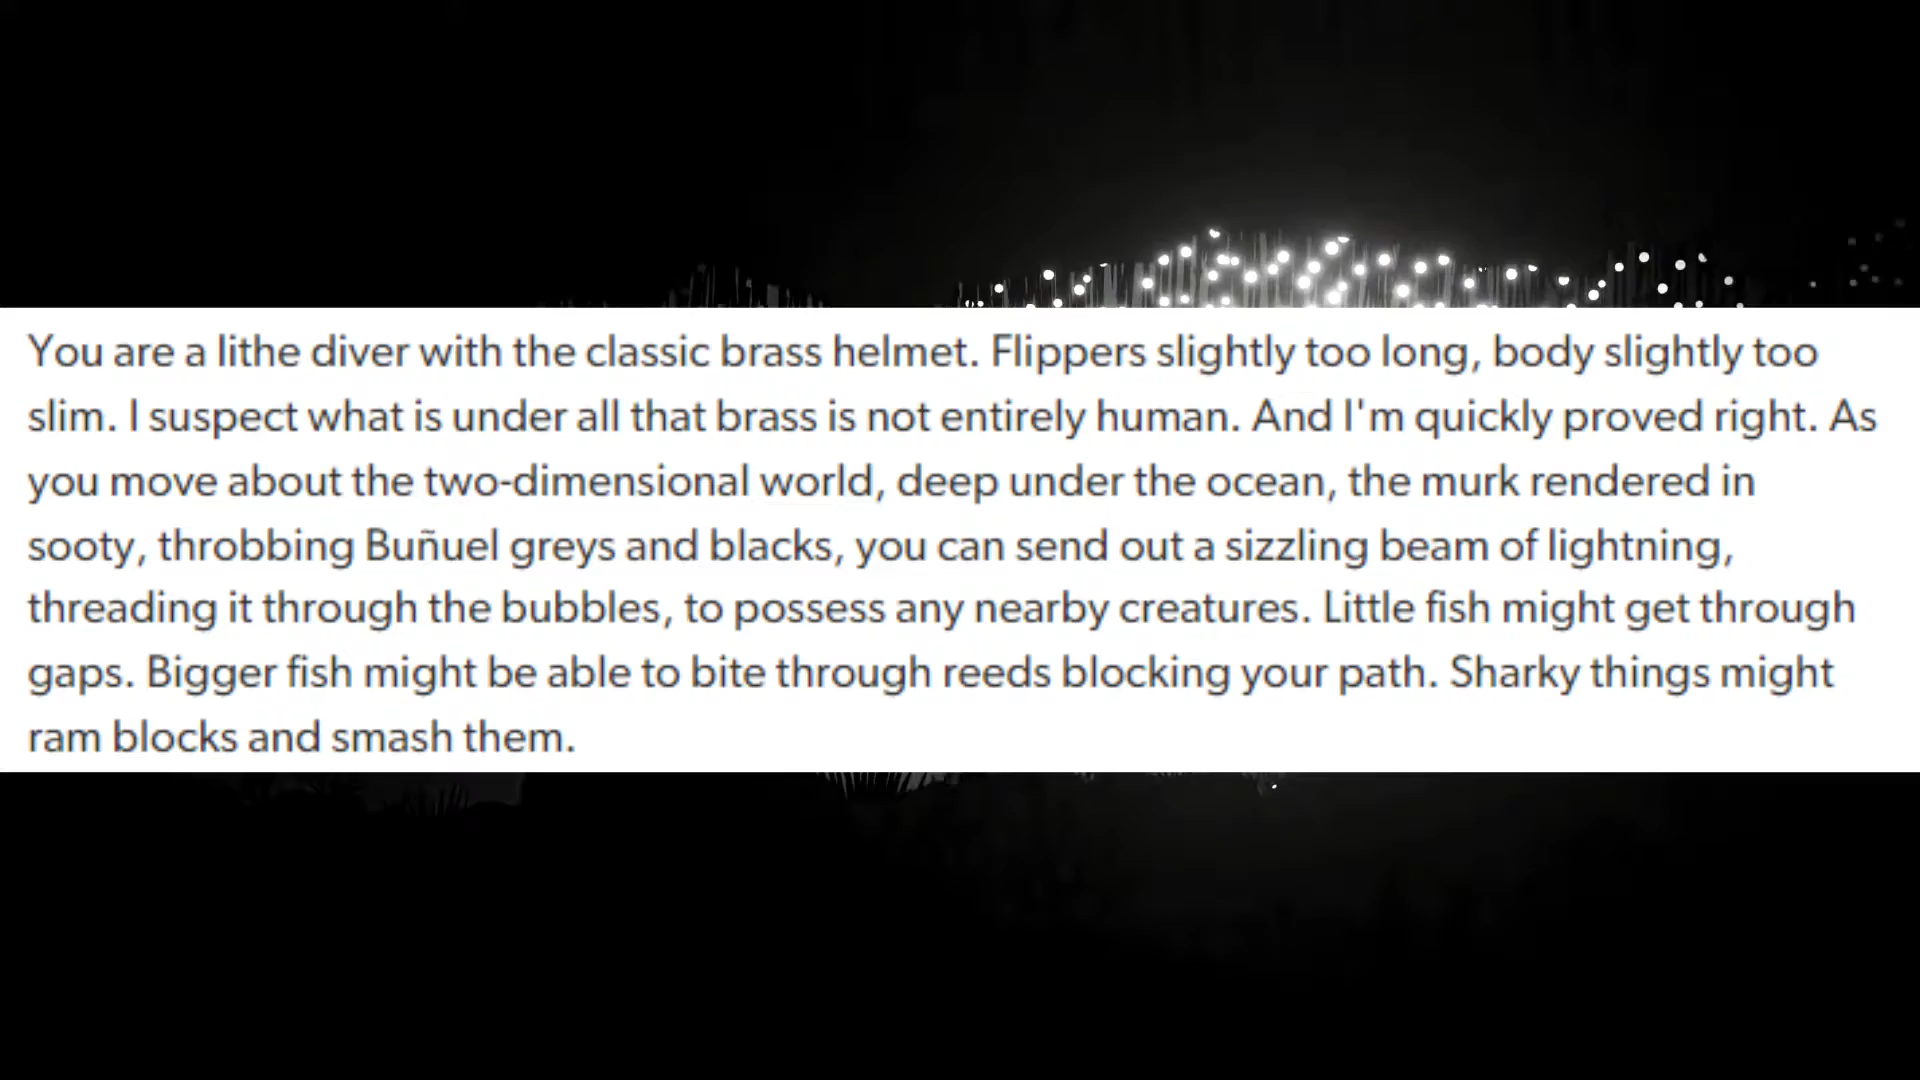 You are a lithe diver with the classic brass helmet. Flippers slightly too long, body slightly too
slim. I suspect what is under all that brass is not entirely human. And I'm quickly proved right. As
you move about the two-dimensional world, deep under the ocean, the murk rendered in
sooty, throbbing Buñuel greys and blacks, you can send out a sizzling beam of lightning,
threading it through the bubbles, to possess any nearby creatures. Little fish might get through
gaps. Bigger fish might be able to bite through reeds blocking your path. Sharky things might
ram blocks and smash them.